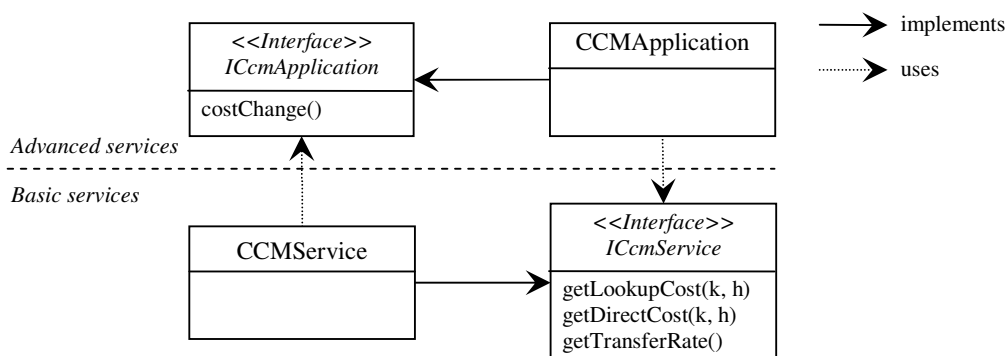 <<Interface>>
ICcmApplication
costChange()
CCMApplication
implements
uses
Advanced services
Basic services
CCMService
<<Interface>>
ICcmService
getLookupCost(k, h)
getDirectCost(k, h)
getTransferRate()